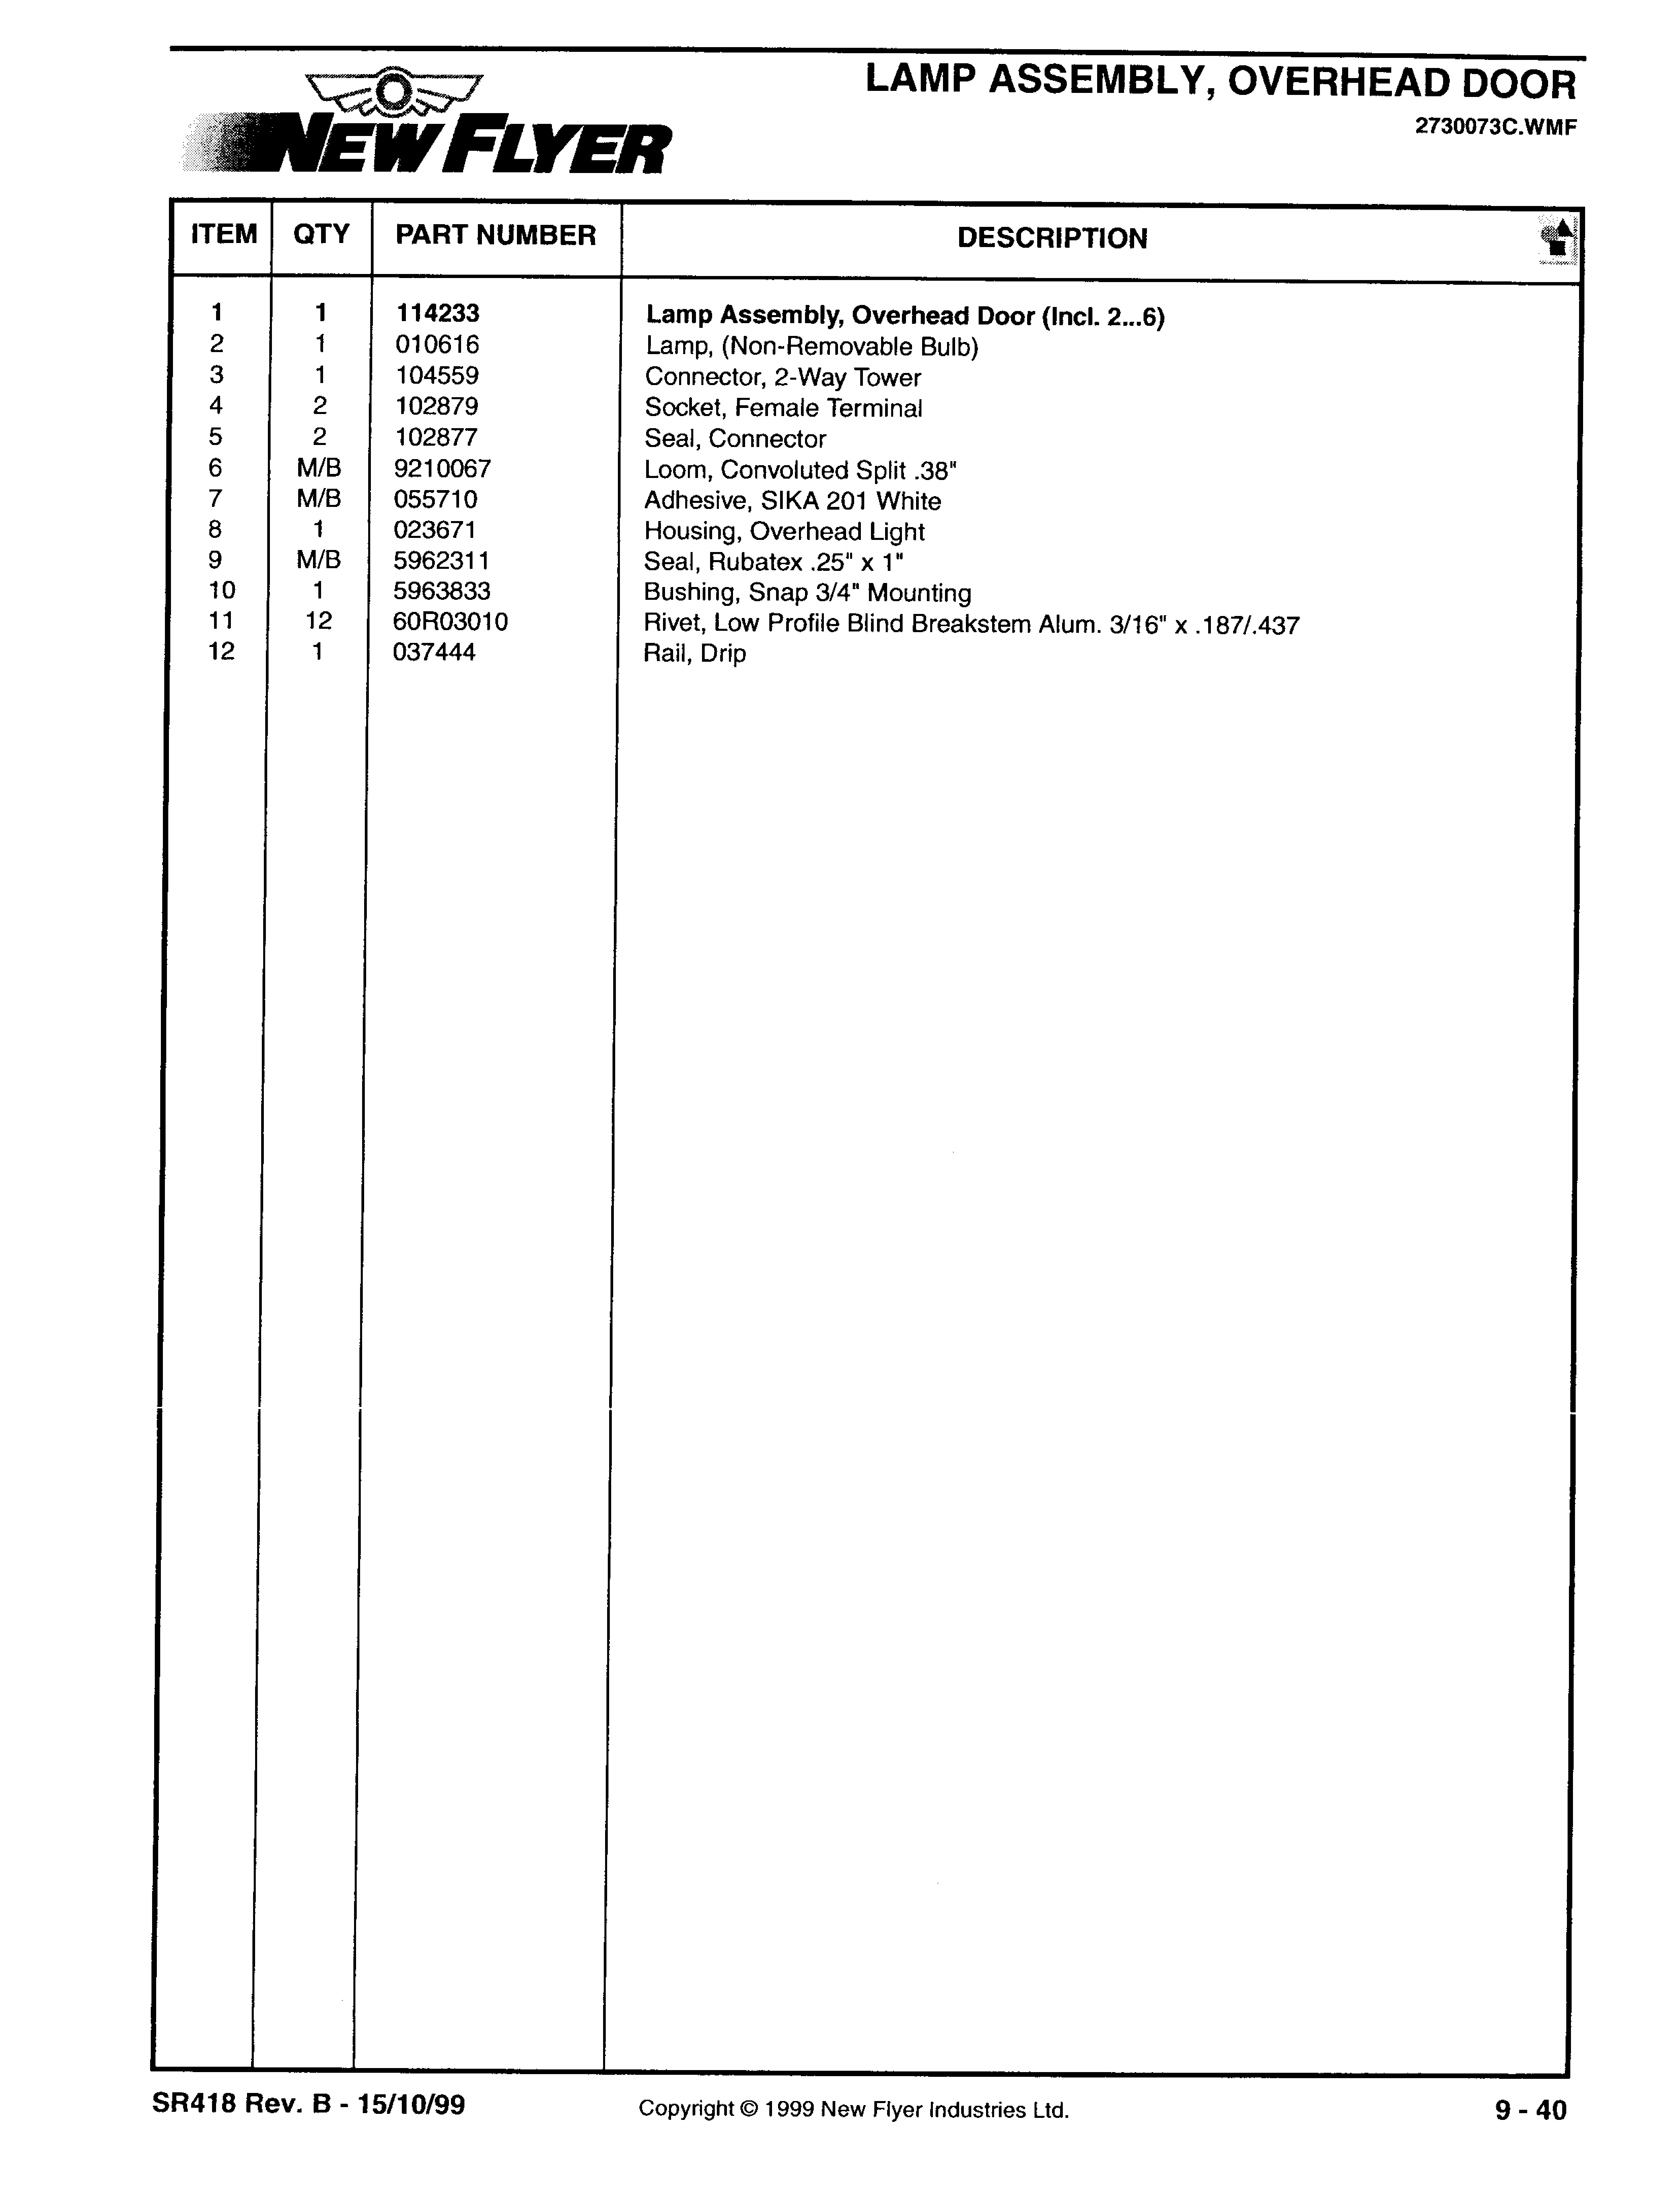 LAMP ASSEMBLY, OVERHEAD DOOR
2730073C.WMF
NEW FLYER
ITEM QTY PART NUMBER DESCRIPTION
1 1 114233 Lamp Assembly, Overhead Door (Incl. 2...6)
2 1 010616 Lamp, (Non-Removable Bulb)
3 1 104559 Connector, 2-Way Tower
4 2 102879 Socket, Female Terminal
5 2 102877 Seal, Connector
6 M/B 9210067 Loom, Convoluted Split .38"
7 M/B 055710 Adhesive, SIKA 201 White
8 1 023671 Housing, Overhead Light
9 M/B 5962311 Seal, Rubatex .25" x 1"
10 1 5963833 Bushing, Snap 3/4" Mounting
11 12 60R03010 Rivet, Low Profile Blind Breakstem Alum. 3/16" x .187/.437
12 1 037444 Rail, Drip
SR418 Rev. B - 15/10/99 Copyright © 1999 New Flyer Industries Ltd. 9 - 40